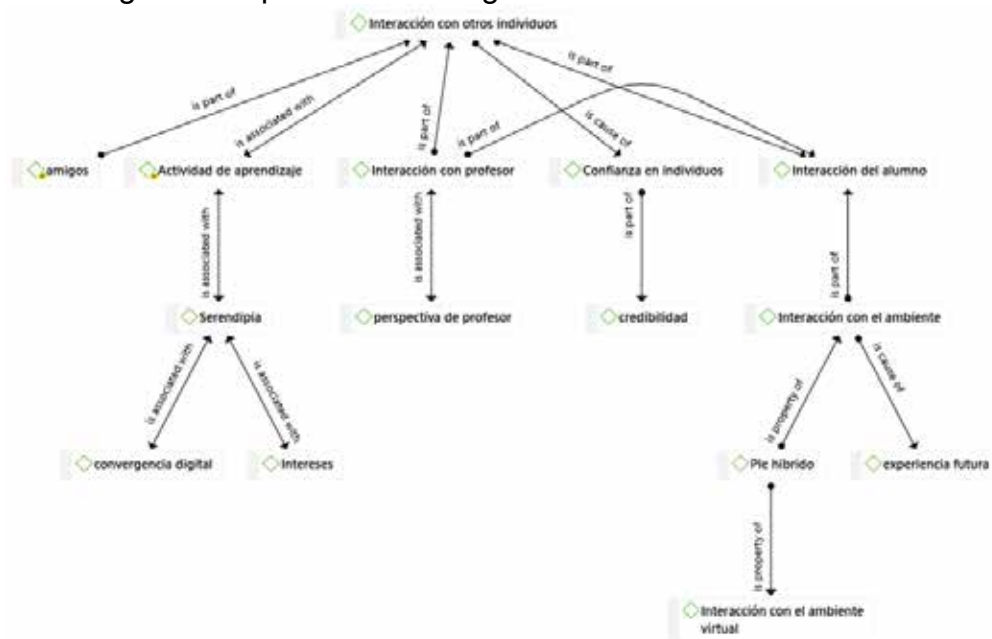 Interacción con otros individuos
is part of
is associated with
is part of
is part of
is cause of
is part of
amigos
Actividad de aprendizaje
Interacción con profesor
Confianza en individuos
Interacción del alumno
is associated with
is associated with
is part of
is part of
Serendipia
perspectiva de profesor
credibilidad
Interacción con el ambiente
is associated with
is associated with
is property of
is cause of
convergencia digital
Intereses
Ple híbrido
experiencia futura
is property of
Interacción con el ambiente
virtual